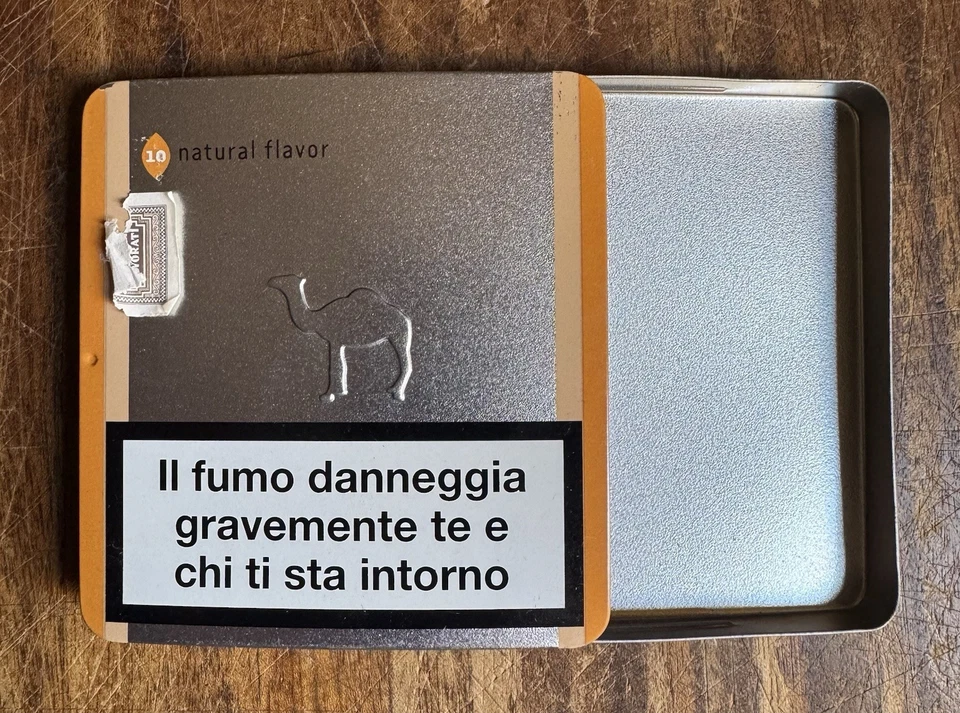 10 natural flavor
Il fumo danneggia
gravemente te e
chi ti sta intorno